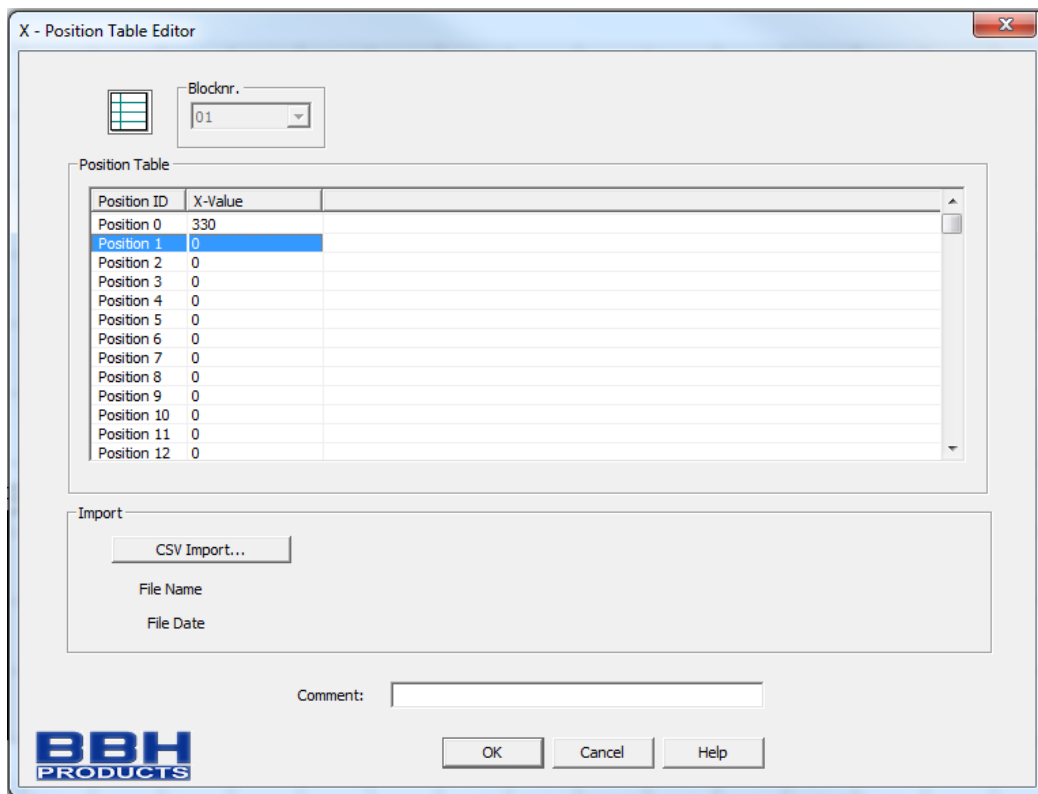 X - Position Table Editor
Blocknr.
01
Position Table
Position ID X-Value
Position 0 330
Position 1 0
Position 2 0
Position 3 0
Position 4 0
Position 5 0
Position 6 0
Position 7 0
Position 8 0
Position 9 0
Position 10 0
Position 11 0
Position 12 0
Import
CSV Import...
File Name
File Date
Comment:
BBH
PRODUCTS
OK Cancel Help